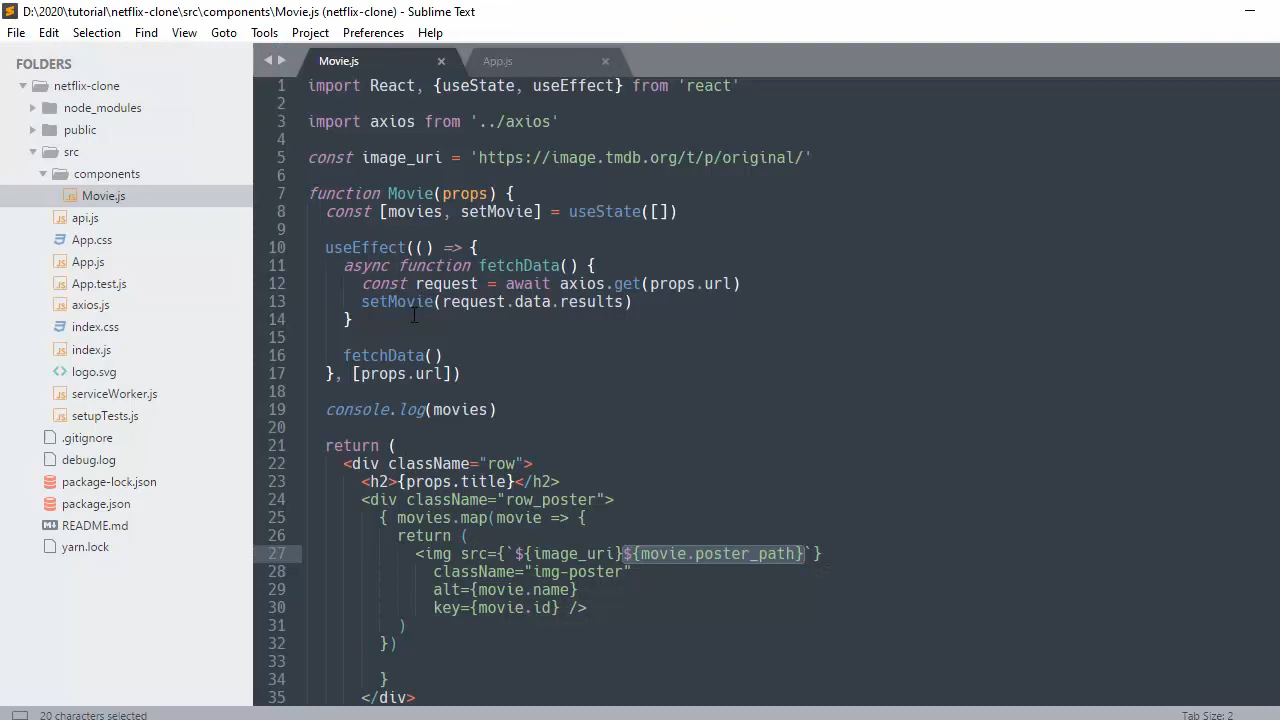 D:\2020\tutorial\netflix-clone\src\components\Movie.js (netflix-clone) - Sublime Text
File Edit Selection Find View Goto Tools Project Preferences Help
FOLDERS
netflix-clone
node_modules
public
src
components
Movie.js
api.js
App.css
App.js
App.test.js
axios.js
index.css
index.js
logo.svg
serviceWorker.js
setupTests.js
.gitignore
debug.log
package-lock.json
package.json
README.md
yarn.lock
Movie.js App.js
1 import React, {useState, useEffect} from 'react'
2
3 import axios from '../axios'
4
5 const image_uri = 'https://image.tmdb.org/t/p/original/'
6
7 function Movie(props) {
8 const [movies, setMovie] = useState([])
9
10 useEffect(() => {
11 async function fetchData() {
12 const request = await axios.get(props.url)
13 setMovie(request.data.results)
14 }
15
16 fetchData()
17 }, [props.url])
18
19 console.log(movies)
20
21 return (
22 <div className="row">
23 <h2>{props.title}</h2>
24 <div className="row_poster">
25 { movies.map(movie => {
26 return (
27 <img src={`${image_uri}${movie.poster_path}`}
28 className="img-poster"
29 alt={movie.name}
30 key={movie.id} />
31 )
32 })
33
34 }
35 </div>
20 characters selected
Tab Size: 2